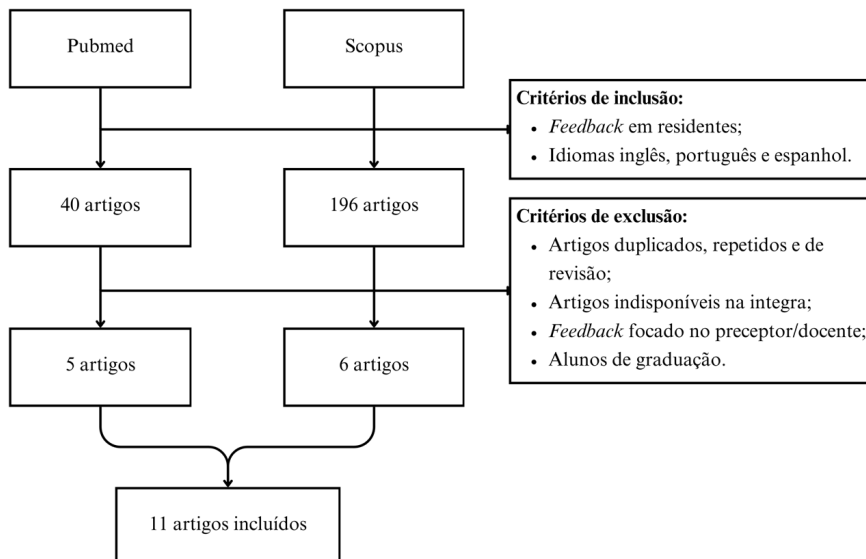 Pubmed
Scopus
Critérios de inclusão:
• Feedback em residentes;
• Idiomas inglês, português e espanhol.
40 artigos
196 artigos
Critérios de exclusão:
• Artigos duplicados, repetidos e de
revisão;
• Artigos indisponíveis na integra;
• Feedback focado no preceptor/docente;
• Alunos de graduação.
5 artigos
6 artigos
11 artigos incluídos